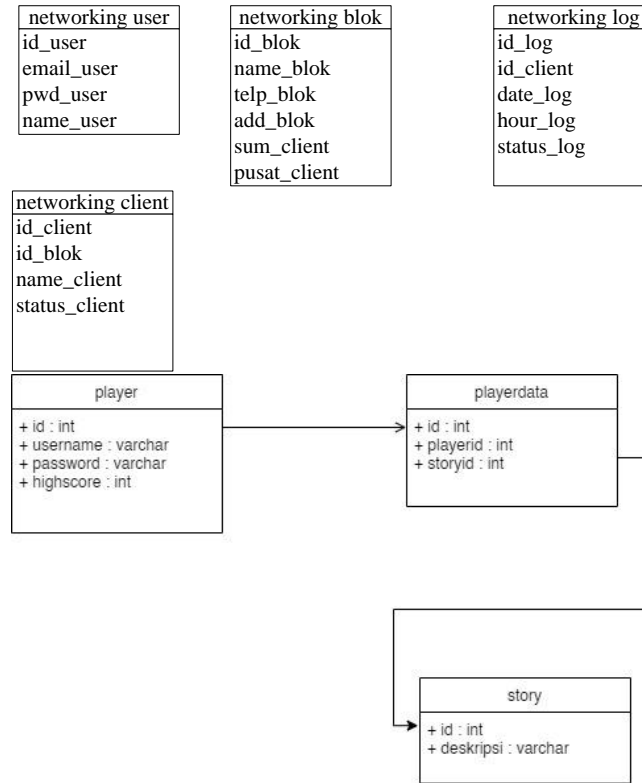 networking user
id_user
email_user
pwd_user
name_user
networking blok
id_blok
name_blok
telp_blok
add_blok
sum_client
pusat_client
networking log
id_log
id_client
date_log
hour_log
status_log
networking client
id_client
id_blok
name_client
status_client
player
+ id : int
+ username : varchar
+ password : varchar
+ highscore : int
playerdata
+ id : int
+ playerid : int
+ storyid : int
story
+ id : int
+ deskripsi : varchar